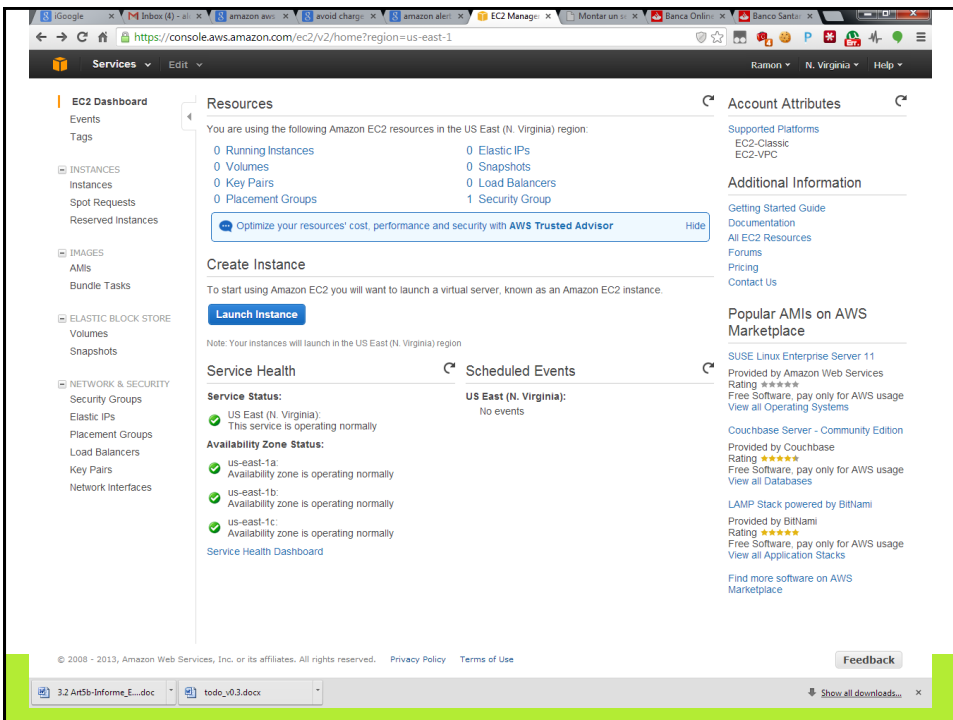 iGoogle
M Inbox (4) - al
amazon aws
avoid charge
amazon alert
EC2 Manage
Montar un s
Banca Online
Banco Santa
https://console.aws.amazon.com/ec2/v2/home?region=us-east-1
Services
Edit
Ramon
N. Virginia
Help
EC2 Dashboard
Events
Tags
INSTANCES
Instances
Spot Requests
Reserved Instances
IMAGES
AMIs
Bundle Tasks
ELASTIC BLOCK STORE
Volumes
Snapshots
NETWORK & SECURITY
Security Groups
Elastic IPs
Placement Groups
Load Balancers
Key Pairs
Network Interfaces
Resources
You are using the following Amazon EC2 resources in the US East (N. Virginia) region:
0 Running Instances
0 Elastic IPs
0 Volumes
0 Snapshots
0 Key Pairs
0 Load Balancers
0 Placement Groups
1 Security Group
Optimize your resources' cost, performance and security with AWS Trusted Advisor
Hide
Create Instance
To start using Amazon EC2 you will want to launch a virtual server, known as an Amazon EC2 instance.
Launch Instance
Note: Your instances will launch in the US East (N. Virginia) region
Service Health
Service Status:
US East (N. Virginia):
This service is operating normally
Availability Zone Status:
us-east-1a:
Availability zone is operating normally
us-east-1b:
Availability zone is operating normally
us-east-1c:
Availability zone is operating normally
Service Health Dashboard
Scheduled Events
US East (N. Virginia):
No events
Account Attributes
Supported Platforms
EC2-Classic
EC2-VPC
Additional Information
Getting Started Guide
Documentation
All EC2 Resources
Forums
Pricing
Contact Us
Popular AMIs on AWS
Marketplace
SUSE Linux Enterprise Server 11
Provided by Amazon Web Services
Rating
Free Software, pay only for AWS usage
View all Operating Systems
Couchbase Server - Community Edition
Provided by Couchbase
Rating
Free Software, pay only for AWS usage
View all Databases
LAMP Stack powered by BitNami
Provided by BitNami
Rating
Free Software, pay only for AWS usage
View all Application Stacks
Find more software on AWS
Marketplace
© 2008 - 2013, Amazon Web Services, Inc. or its affiliates. All rights reserved.
Privacy Policy
Terms of Use
Feedback
3.2 Art5b-Informe_E....doc
todo_v0.3.docx
Show all downloads...